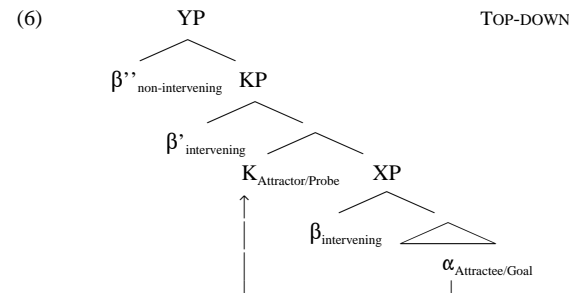 (6) YP TOP-DOWN
β’’non-intervening KP
β’intervening
KAttractor/Probe XP
βintervening
αAttractee/Goal